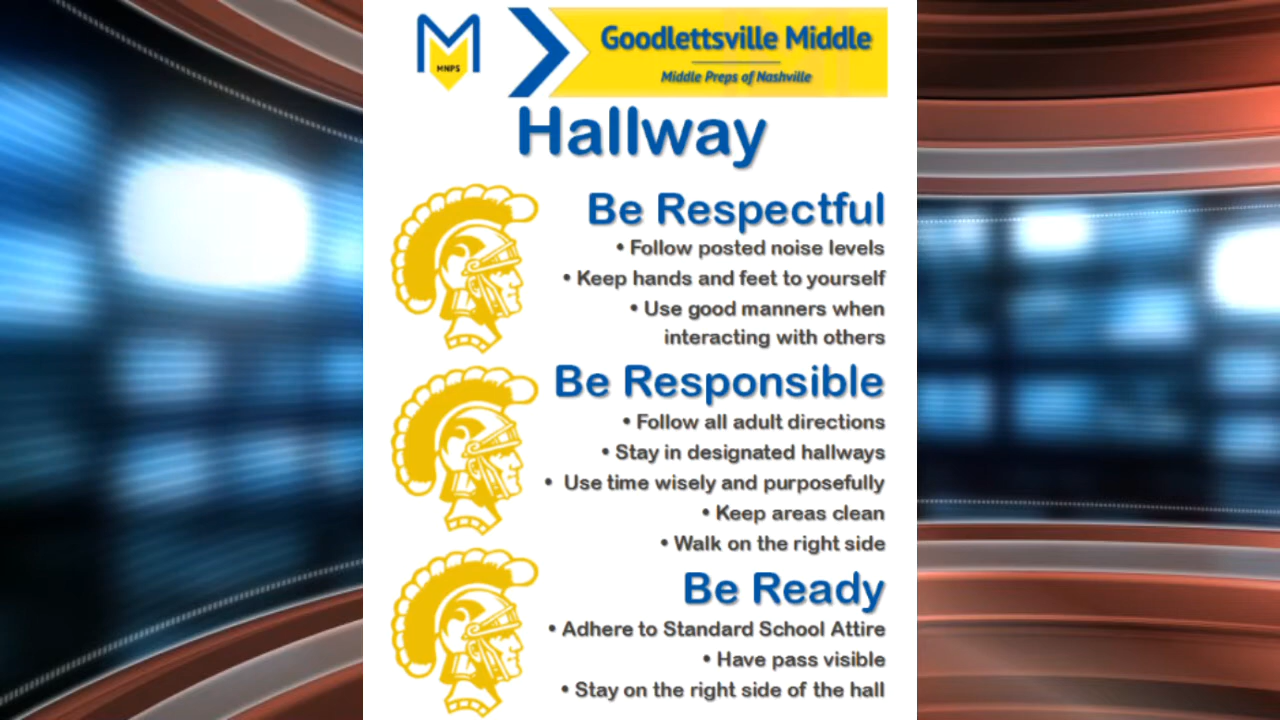 MNPS
Goodlettsville Middle
Middle Preps of Nashville
Hallway
Be Respectful
• Follow posted noise levels
• Keep hands and feet to yourself
• Use good manners when
interacting with others
Be Responsible
• Follow all adult directions
• Stay in designated hallways
• Use time wisely and purposefully
• Keep areas clean
• Walk on the right side
Be Ready
• Adhere to Standard School Attire
• Have pass visible
• Stay on the right side of the hall